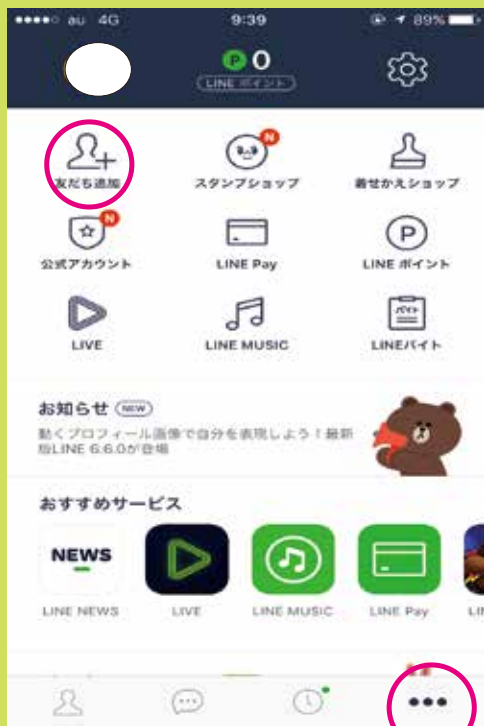 au 4G 9:39 89%
P 0
LINE ポイント
友だち追加 N スタンプショップ 着せかえショップ
N P
公式アカウント LINE Pay LINE ポイント
バイト
LIVE LINE MUSIC LINEバイト
お知らせ NEW
動くプロフィール画像で自分を表現しよう！最新
版LINE 6.6.0が登場
おすすめサービス
NEWS
LINE NEWS LIVE LINE MUSIC LINE Pay